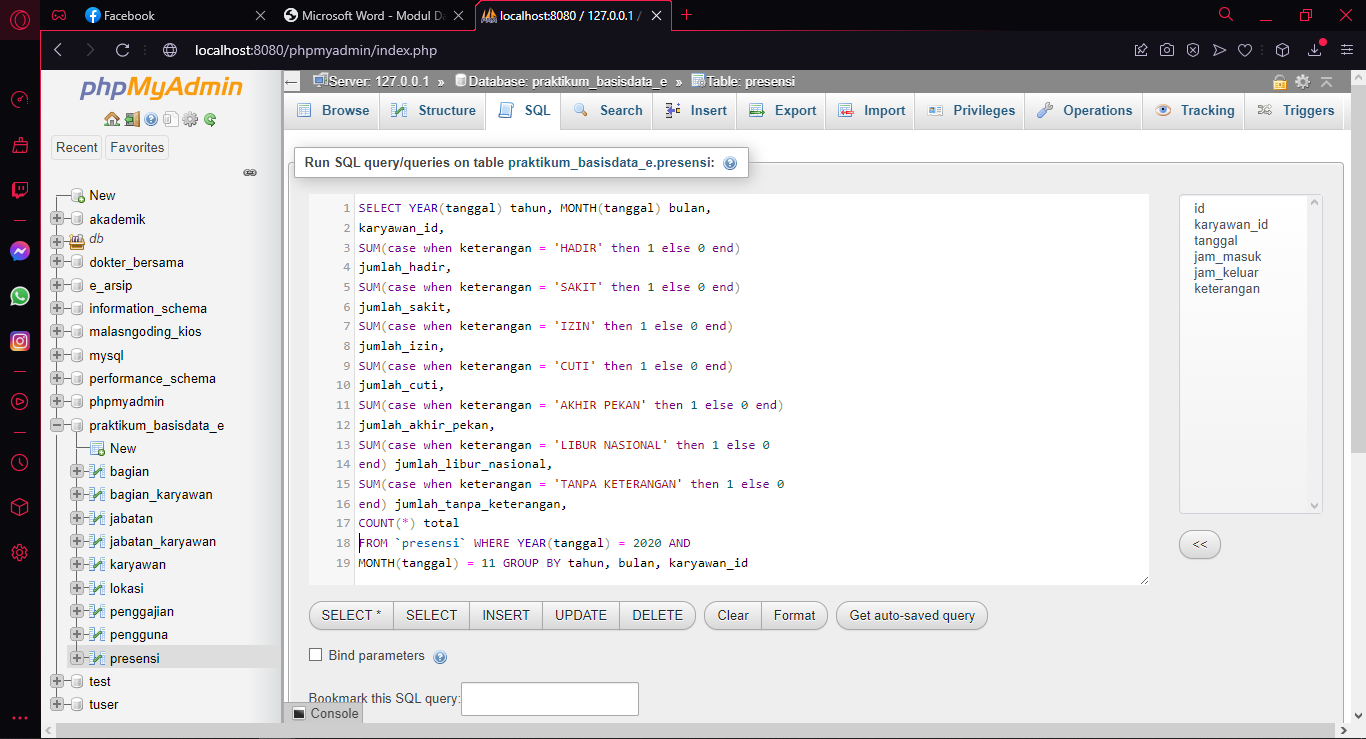 Facebook
Microsoft Word - Modul Da
localhost:8080 / 127.0.0.1 /
localhost:8080/phpmyadmin/index.php
phpMyAdmin
Recent
Favorites
New
akademik
db
dokter_bersama
e_arsip
information_schema
malasngoding_kios
mysql
performance_schema
phpmyadmin
praktikum_basisdata_e
New
bagian
bagian_karyawan
jabatan
jabatan_karyawan
karyawan
lokasi
penggajian
pengguna
presensi
test
tuser
Server: 127.0.0.1 » Database: praktikum_basisdata_e » Table: presensi
Browse Structure SQL Search Insert Export Import Privileges Operations Tracking Triggers
Run SQL query/queries on table praktikum_basisdata_e.presensi:
1 SELECT YEAR(tanggal) tahun, MONTH(tanggal) bulan,
2 karyawan_id,
3 SUM(case when keterangan = 'HADIR' then 1 else 0 end)
4 jumlah_hadir,
5 SUM(case when keterangan = 'SAKIT' then 1 else 0 end)
6 jumlah_sakit,
7 SUM(case when keterangan = 'IZIN' then 1 else 0 end)
8 jumlah_izin,
9 SUM(case when keterangan = 'CUTI' then 1 else 0 end)
10 jumlah_cuti,
11 SUM(case when keterangan = 'AKHIR PEKAN' then 1 else 0 end)
12 jumlah_akhir_pekan,
13 SUM(case when keterangan = 'LIBUR NASIONAL' then 1 else 0
14 end) jumlah_libur_nasional,
15 SUM(case when keterangan = 'TANPA KETERANGAN' then 1 else 0
16 end) jumlah_tanpa_keterangan,
17 COUNT(*) total
18 FROM `presensi` WHERE YEAR(tanggal) = 2020 AND
19 MONTH(tanggal) = 11 GROUP BY tahun, bulan, karyawan_id
id
karyawan_id
tanggal
jam_masuk
jam_keluar
keterangan
<<
SELECT * SELECT INSERT UPDATE DELETE Clear Format Get auto-saved query
Bind parameters
Bookmark this SQL query:
Console